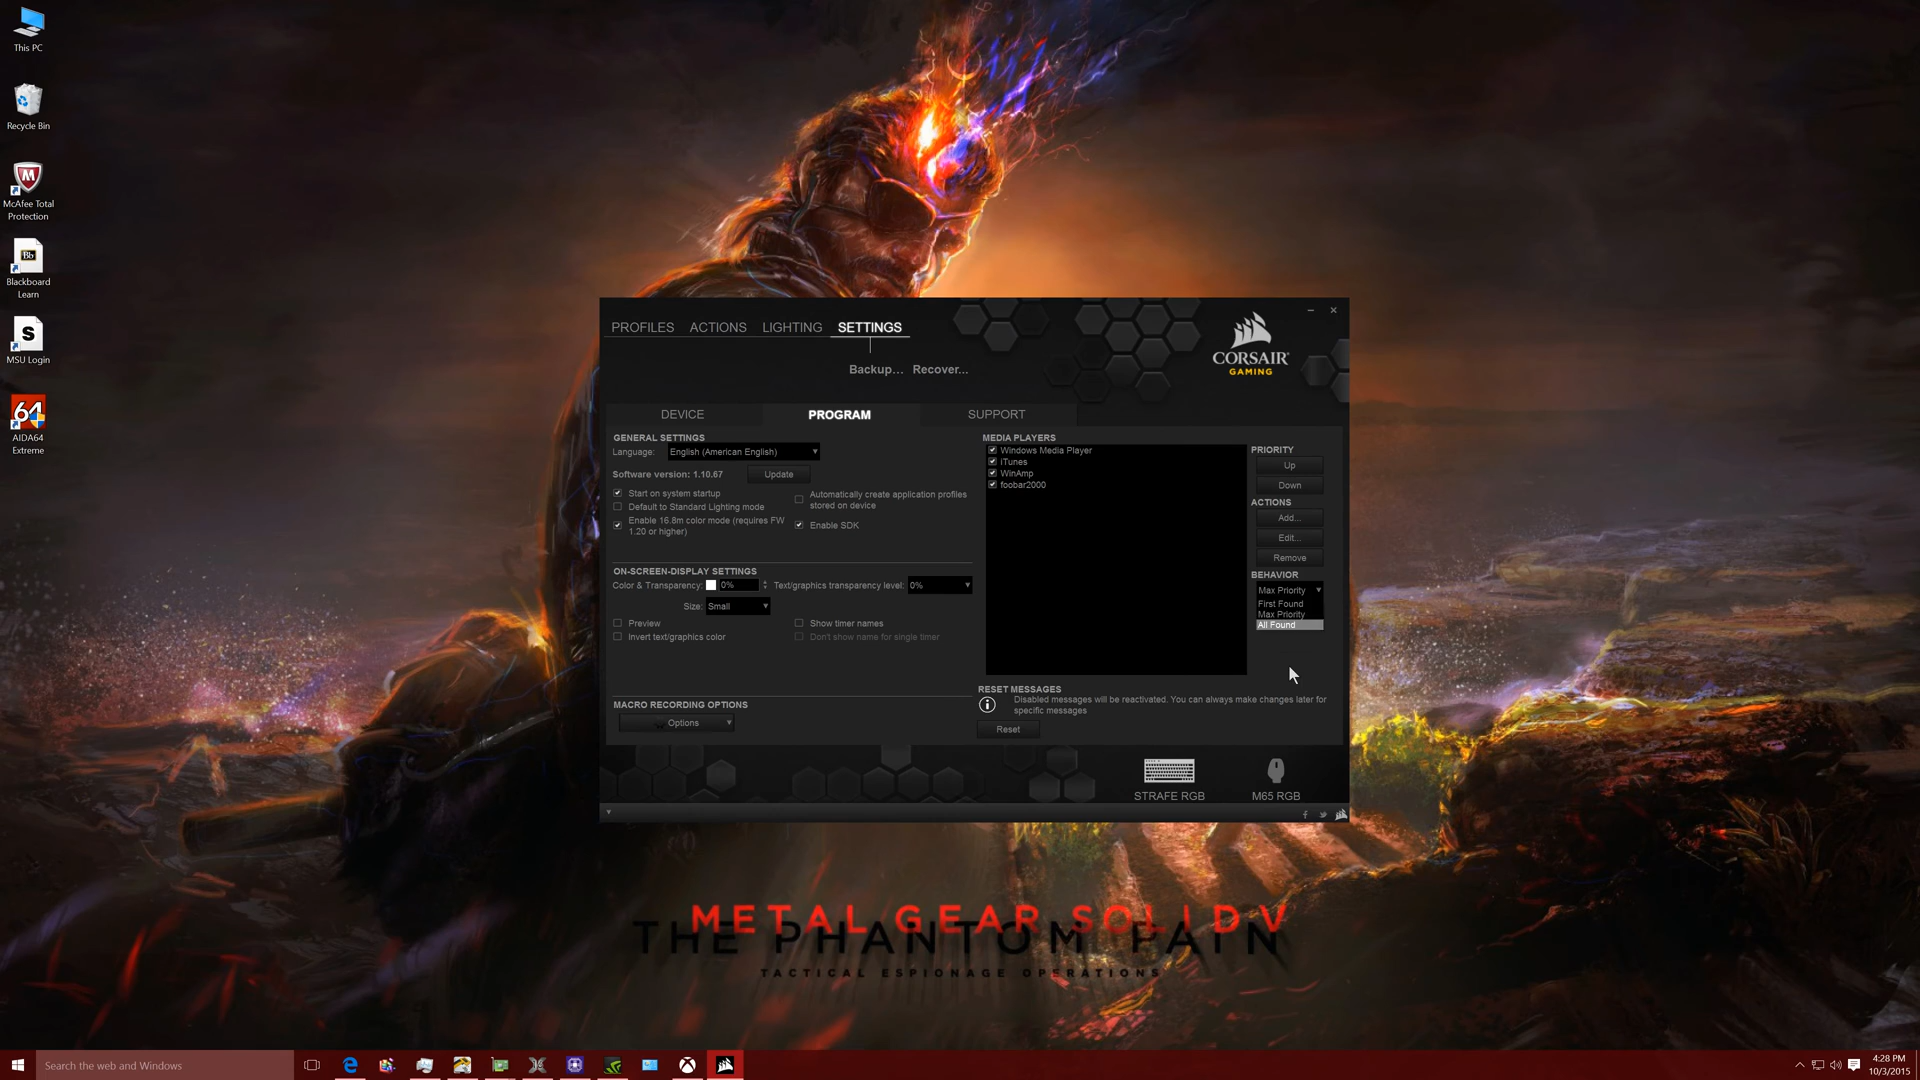 This PC
Recycle Bin
McAfee Total
Protection
Bb
Blackboard
Learn
S
MSU Login
64
AIDA64
Extreme
PROFILES ACTIONS LIGHTING SETTINGS
Backup... Recover...
CORSAIR
GAMING
DEVICE PROGRAM SUPPORT
GENERAL SETTINGS
Language: English (American English)
Software version: 1.10.67 Update
Start on system startup
Default to Standard Lighting mode
Enable 16.8m color mode (requires FW
1.20 or higher)
Automatically create application profiles
stored on device
Enable SDK
ON-SCREEN-DISPLAY SETTINGS
Color & Transparency: 0% Text/graphics transparency level: 0%
Size: Small
Preview Show timer names
Invert text/graphics color Don't show name for single timer
MACRO RECORDING OPTIONS
Options
MEDIA PLAYERS
Windows Media Player
iTunes
WinAmp
foobar2000
PRIORITY
Up
Down
ACTIONS
Add...
Edit...
Remove
BEHAVIOR
Max Priority
First Found
Max Priority
All Found
RESET MESSAGES
Disabled messages will be reactivated. You can always make changes later for
specific messages
Reset
STRAFE RGB M65 RGB
METAL GEAR SOLID V
THE PHANTOM PAIN
TACTICAL ESPIONAGE OPERATIONS
Search the web and Windows
4:28 PM
10/3/2015